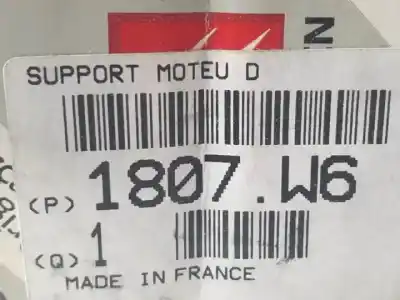 SUPPORT MOTEU D
(P) 1807.W6
(Q) 1
MADE IN FRANCE